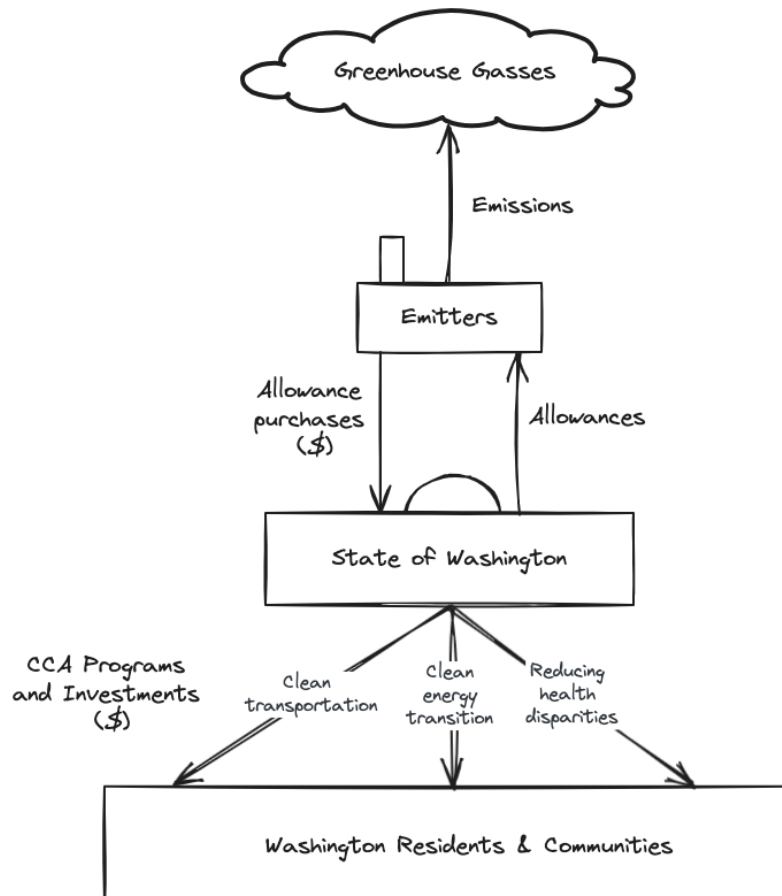 Greenhouse Gasses
Emissions
Emitters
Allowance
purchases
($)
Allowances
State of Washington
CCA Programs
and Investments
($)
Clean
transportation
Clean
energy
transition
Reducing
health
disparities
Washington Residents & Communities